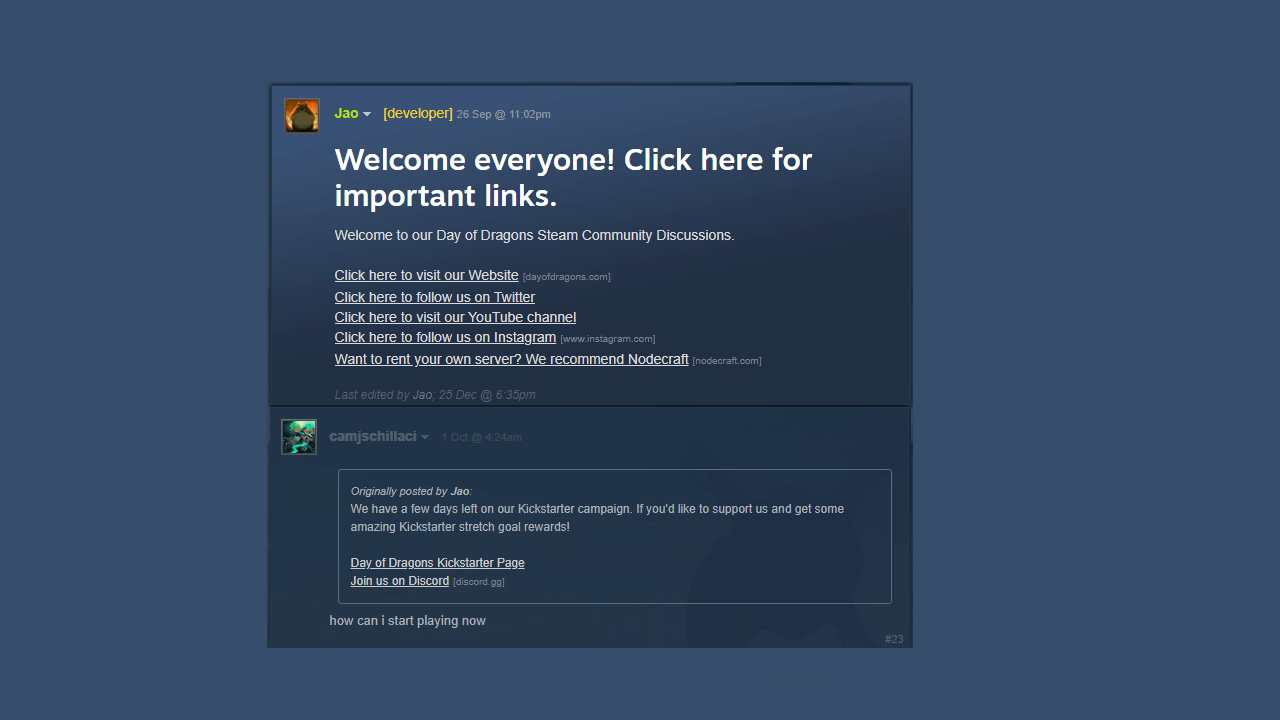 Jao [developer] 26 Sep @ 11:02pm
Welcome everyone! Click here for
important links.
Welcome to our Day of Dragons Steam Community Discussions.
Click here to visit our Website [dayofdragons.com]
Click here to follow us on Twitter
Click here to visit our YouTube channel
Click here to follow us on Instagram [www.instagram.com]
Want to rent your own server? We recommend Nodecraft [nodecraft.com]
Last edited by Jao; 25 Dec @ 6:35pm
camjschillaci 1 Oct @ 4:24am
Originally posted by Jao:
We have a few days left on our Kickstarter campaign. If you'd like to support us and get some
amazing Kickstarter stretch goal rewards!
Day of Dragons Kickstarter Page
Join us on Discord [discord.gg]
how can i start playing now
#23